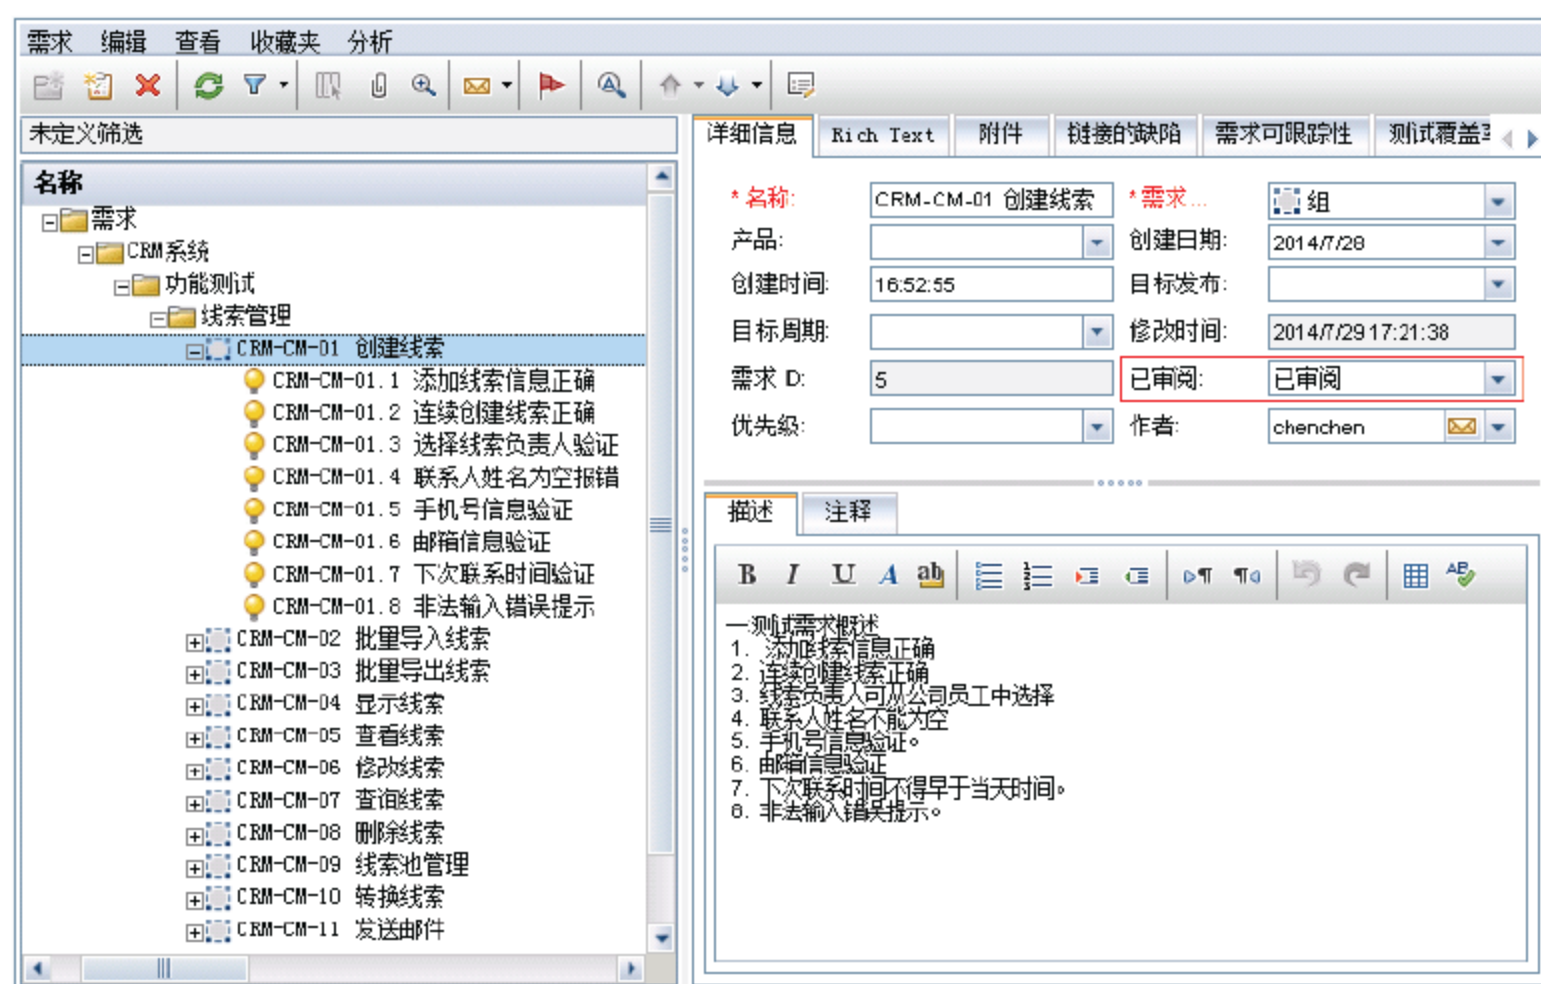 需求 编辑 查看 收藏夹 分析
未定义筛选
名称
需求
CRM系统
功能测试
线索管理
CRM-CM-01 创建线索
CRM-CM-01.1 添加线索信息正确
CRM-CM-01.2 连续创建线索正确
CRM-CM-01.3 选择线索负责人验证
CRM-CM-01.4 联系人姓名为空报错
CRM-CM-01.5 手机号信息验证
CRM-CM-01.6 邮箱信息验证
CRM-CM-01.7 下次联系时间验证
CRM-CM-01.8 非法输入错误提示
CRM-CM-02 批量导入线索
CRM-CM-03 批量导出线索
CRM-CM-04 显示线索
CRM-CM-05 查看线索
CRM-CM-06 修改线索
CRM-CM-07 查询线索
CRM-CM-08 删除线索
CRM-CM-09 线索池管理
CRM-CM-10 转换线索
CRM-CM-11 发送邮件
详细信息 Rich Text 附件 链接的缺陷 需求可跟踪性 测试覆盖
*名称: CRM-CM-01 创建线索 *需求... 组
产品: 创建日期: 2014/7/28
创建时间: 16:52:55 目标发布:
目标周期: 修改时间: 2014/7/29 17:21:38
需求 ID: 5 已审阅: 已审阅
优先级: 作者: chenchen
描述 注释
B I U A ab ABC
一.测试需求概述
1. 添加线索信息正确
2. 连续创建线索正确
3. 线索负责人可从公司员工中选择
4. 联系人姓名不能为空
5. 手机号信息验证。
6. 邮箱信息验证
7. 下次联系时间不得早于当天时间。
8. 非法输入错误提示。